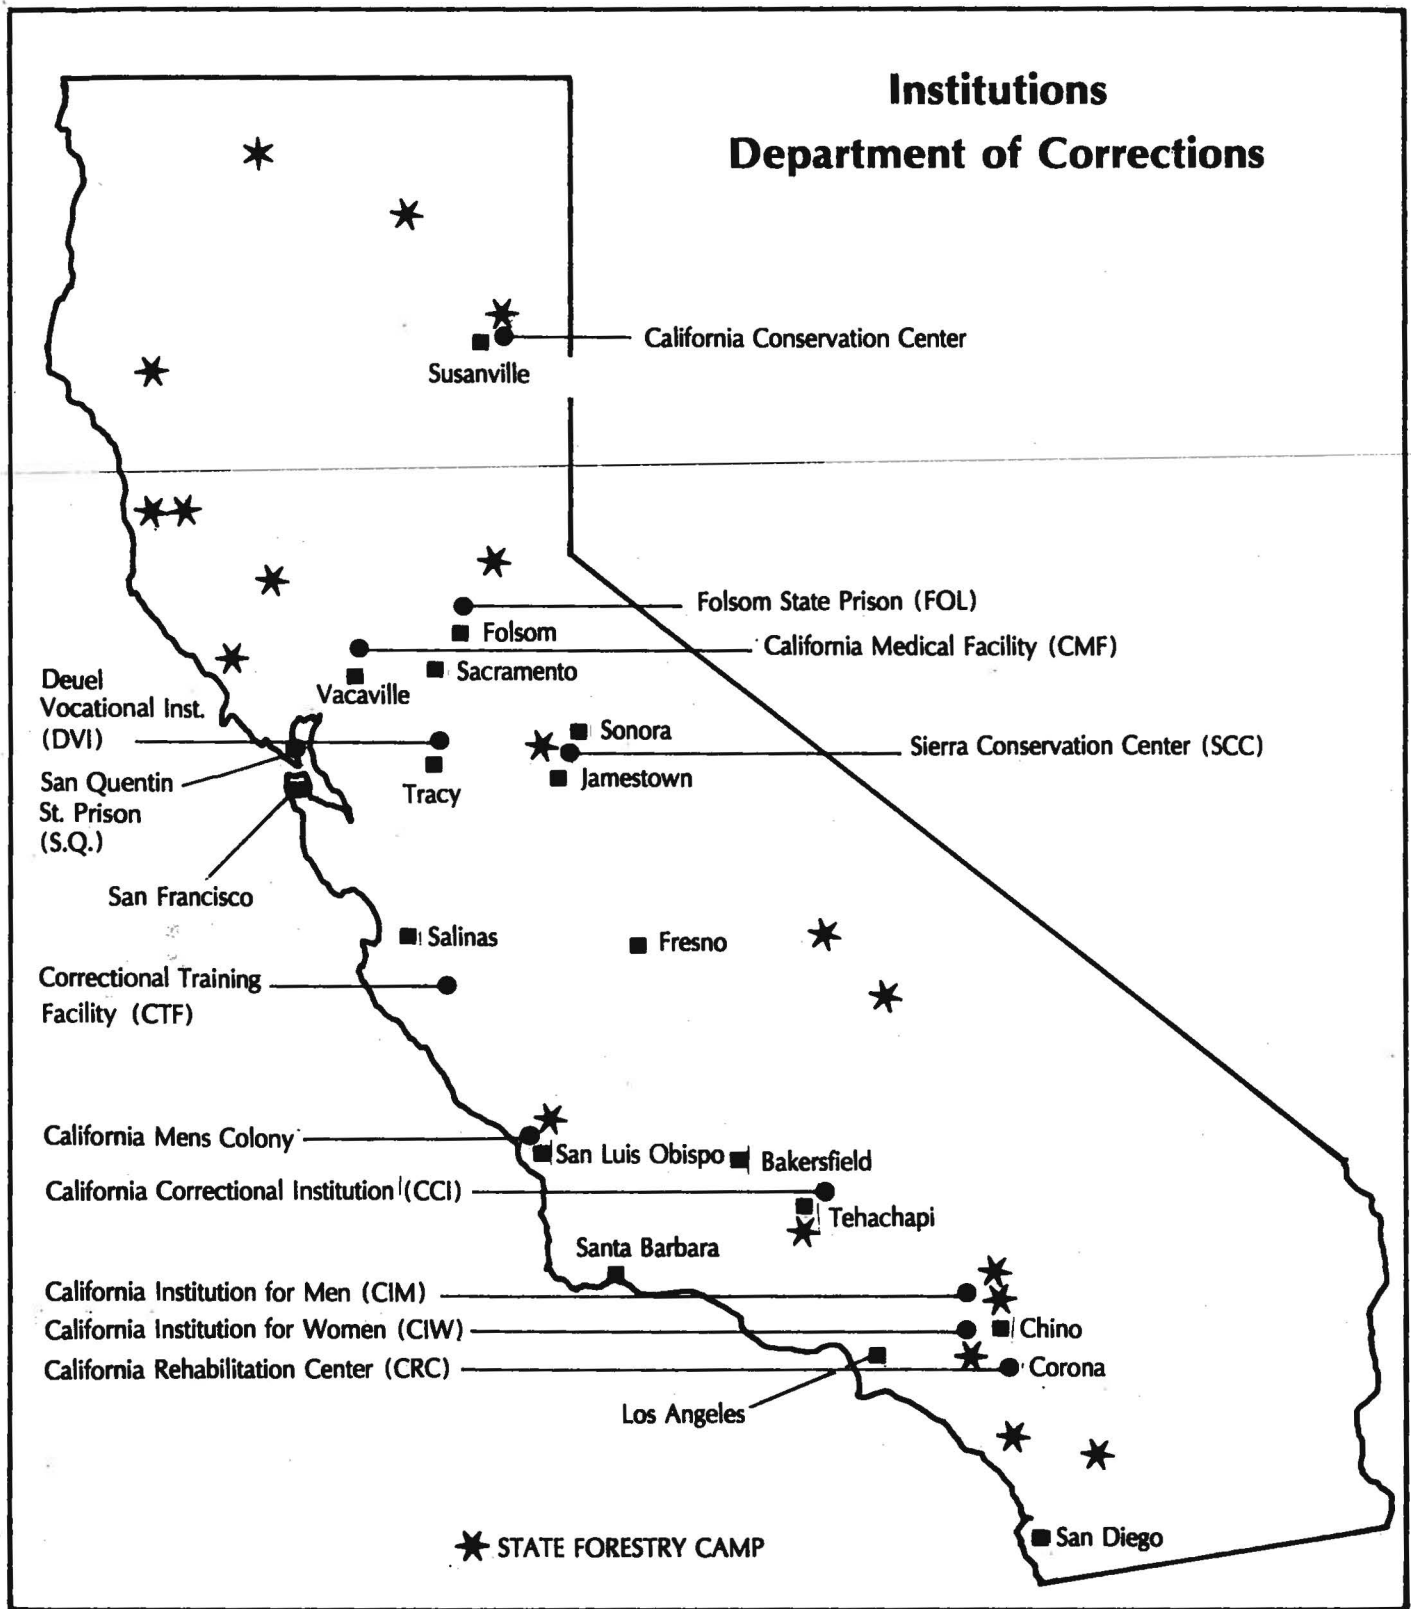 Institutions
Department of Corrections
California Conservation Center
Susanville
Folsom State Prison (FOL)
Folsom
California Medical Facility (CMF)
Sacramento
Vacaville
Deuel
Vocational Inst.
(DVI)
Sonora
Sierra Conservation Center (SCC)
San Quentin
St. Prison
(S.Q.)
Tracy
Jamestown
San Francisco
Salinas
Fresno
Correctional Training
Facility (CTF)
California Mens Colony
San Luis Obispo
Bakersfield
California Correctional Institution (CCI)
Tehachapi
Santa Barbara
California Institution for Men (CIM)
California Institution for Women (CIW)
Chino
California Rehabilitation Center (CRC)
Corona
Los Angeles
San Diego
STATE FORESTRY CAMP